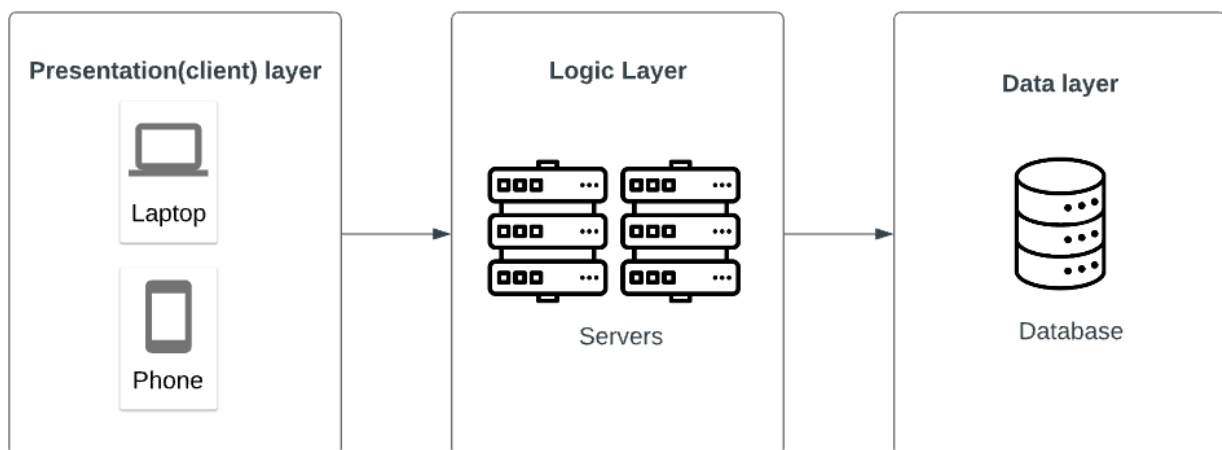 Presentation(client) layer
Laptop
Phone
Logic Layer
Servers
Data layer
Database